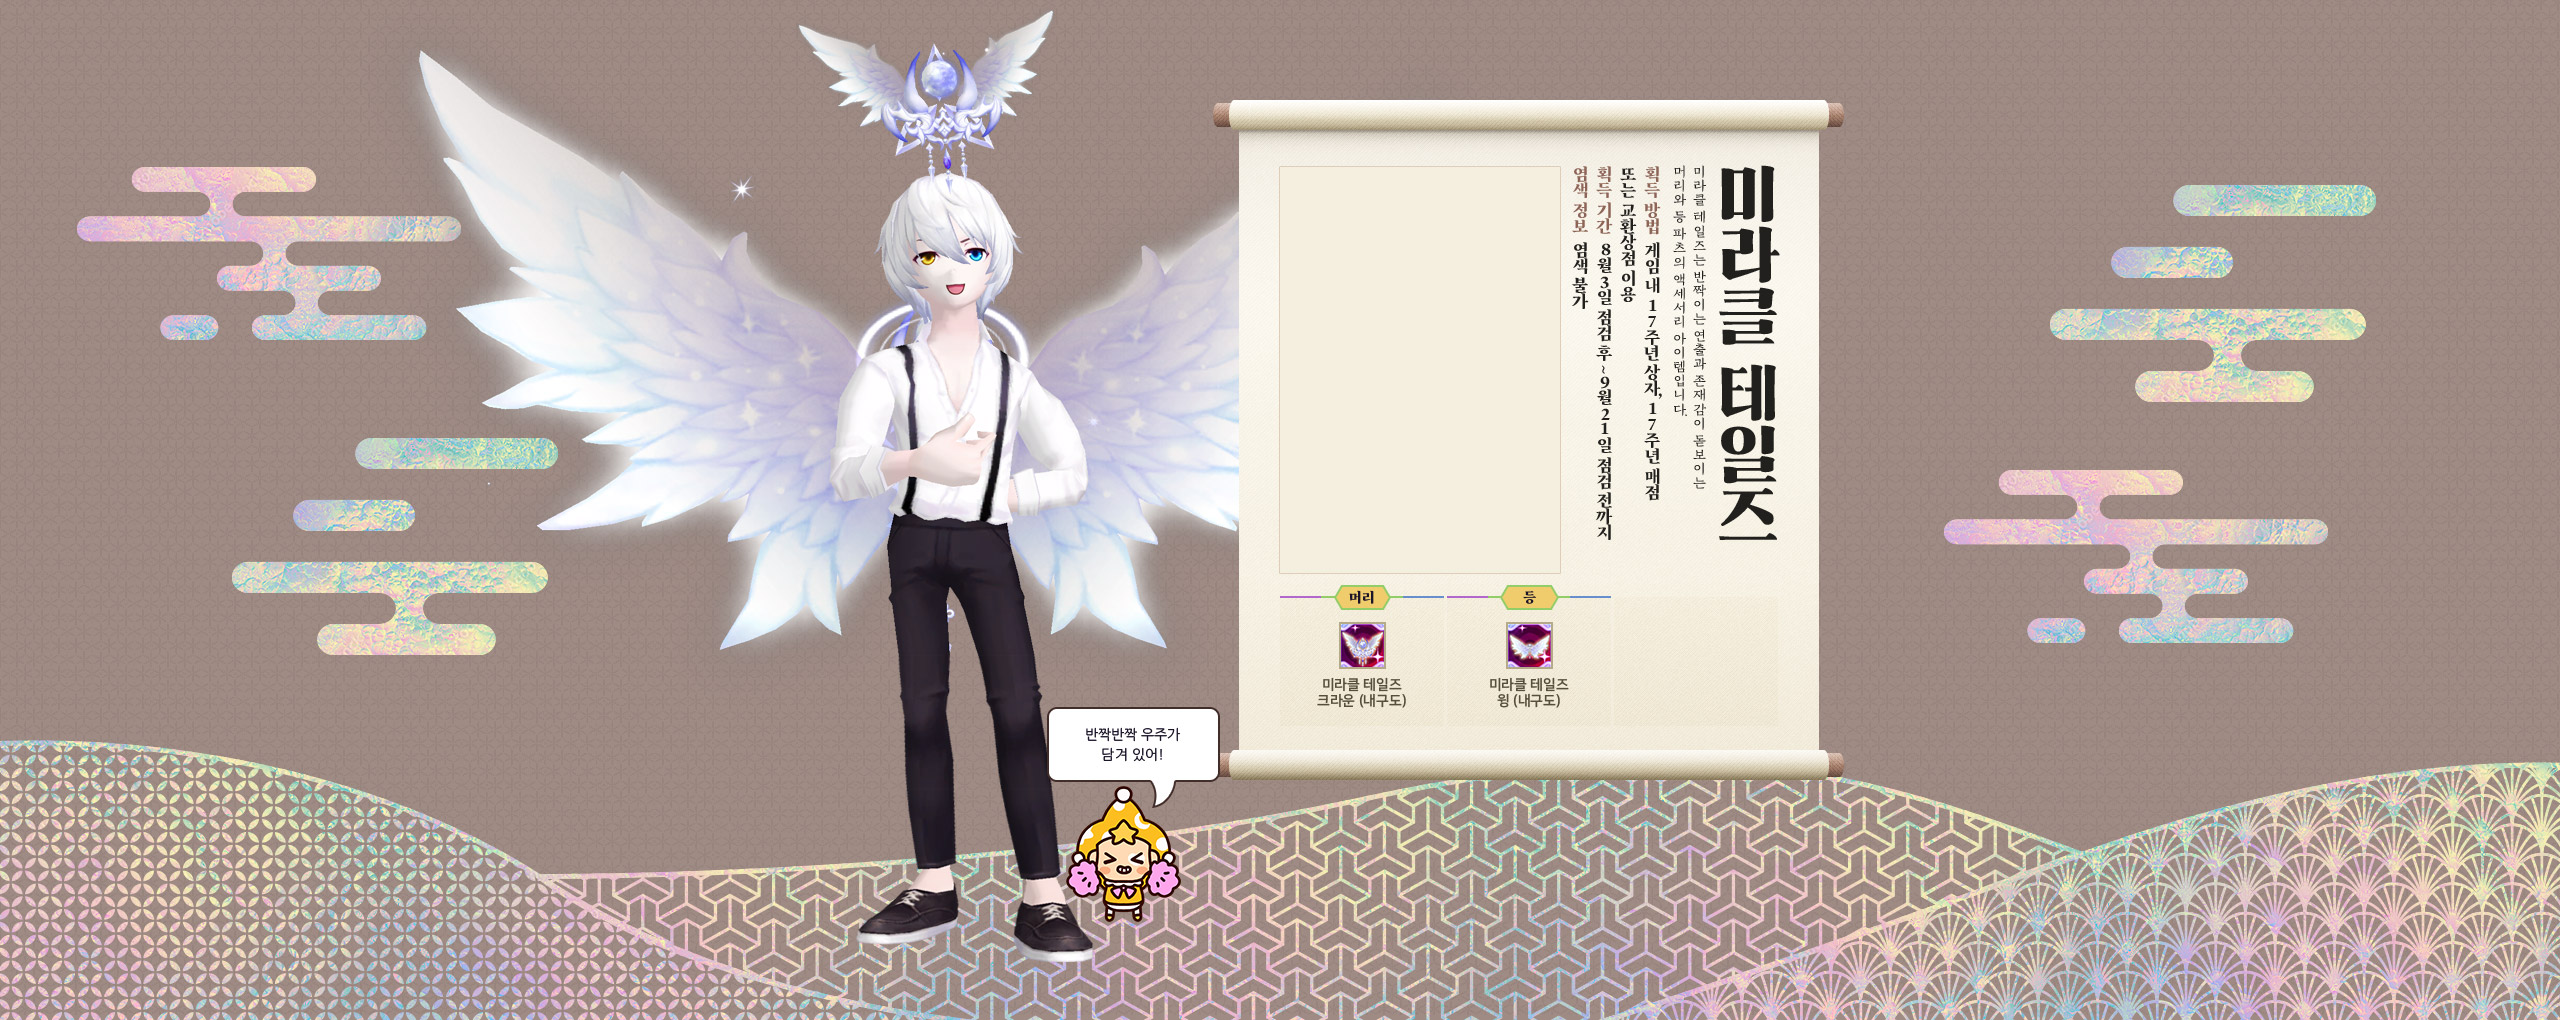 미라클 테일즈
미라클 테일즈는 반짝이는 연출과 존재감이 돋보이는
머리와 등 파츠의 액세서리 아이템입니다.
획득 방법 게임 내 17주년 상자, 17주년 매점
또는 교환상점 이용
획득 기간 8월 3일 점검 후 ~ 9월 21일 점검 전까지
염색 정보 염색 불가
머리
등
미라클 테일즈
크라운 (내구도)
미라클 테일즈
윙 (내구도)
반짝반짝 우주가
담겨 있어!